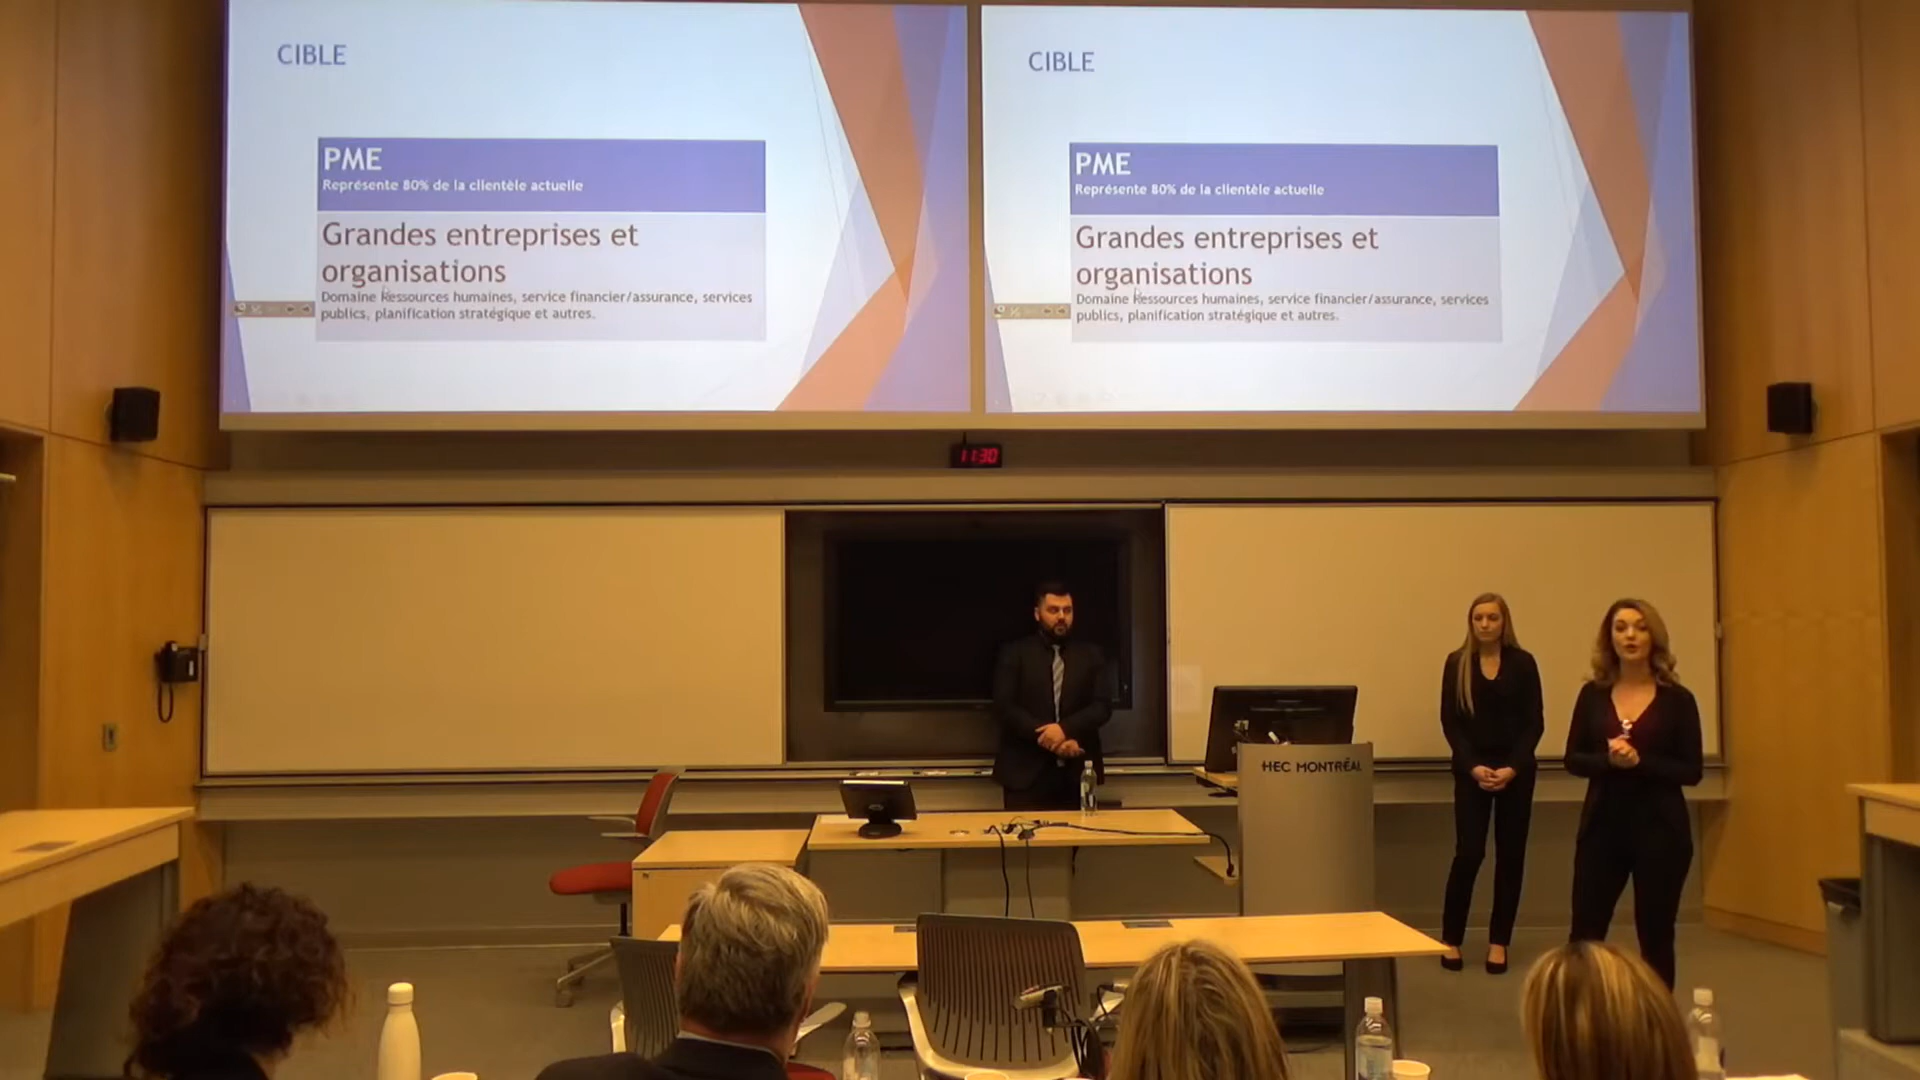 CIBLE
PME
Représente 80% de la clientèle actuelle
Grandes entreprises et
organisations
Domaine Ressources humaines, service financier/assurance, services
publics, planification stratégique et autres.
CIBLE
PME
Représente 80% de la clientèle actuelle
Grandes entreprises et
organisations
Domaine Ressources humaines, service financier/assurance, services
publics, planification stratégique et autres.
11:30
HEC MONTRÉAL